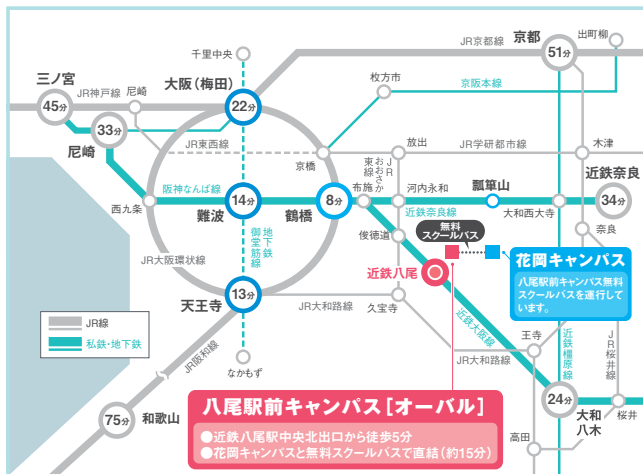 千里中央
京都
出町柳
JR京都線
51分
三ノ宮
大阪(梅田)
枚方市
京阪本線
JR神戸線
尼崎
45分
22分
33分
尼崎
JR東西線
京橋
放出
JR学研都市線
木津
JR
おおさか
東線
近鉄奈良
阪神なんば線
布施
河内永和
瓢箪山
西九条
14分
8分
34分
難波
鶴橋
近鉄奈良線
大和西大寺
奈良
地下鉄
御堂筋線
俊徳道
無料
スクールバス
JR大阪環状線
近鉄八尾
花岡キャンパス
八尾駅前キャンパス無料
スクールバスを運行して
います。
13分
天王寺
JR大和路線
久宝寺
近鉄大阪線
JR線
私鉄・地下鉄
JR阪和線
王寺
JR大和路線
近鉄橿原線
JR桜井線
なかもず
八尾駅前キャンパス[オーバル]
●近鉄八尾駅中央北出口から徒歩5分
●花岡キャンパスと無料スクールバスで直結(約15分)
24分
大和
八木
桜井
75分
和歌山
高田